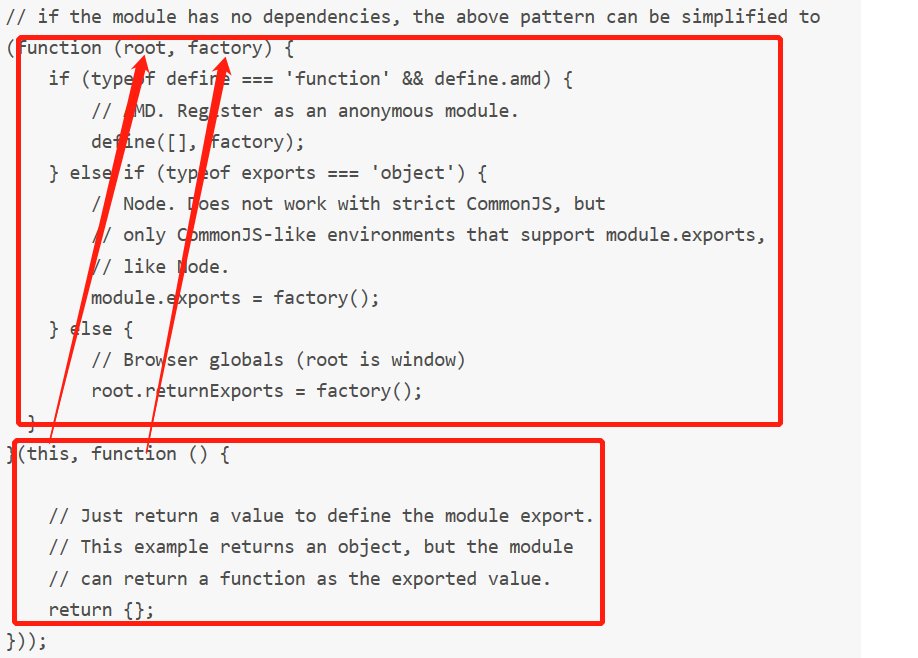 // if the module has no dependencies, the above pattern can be simplified to
(function (root, factory) {
    if (typeof define === 'function' && define.amd) {
        // AMD. Register as an anonymous module.
        define([], factory);
    } else if (typeof exports === 'object') {
        // Node. Does not work with strict CommonJS, but
        // only CommonJS-like environments that support module.exports,
        // like Node.
        module.exports = factory();
    } else {
        // Browser globals (root is window)
        root.returnExports = factory();
  }
}(this, function () {
    // Just return a value to define the module export.
    // This example returns an object, but the module
    // can return a function as the exported value.
    return {};
}));